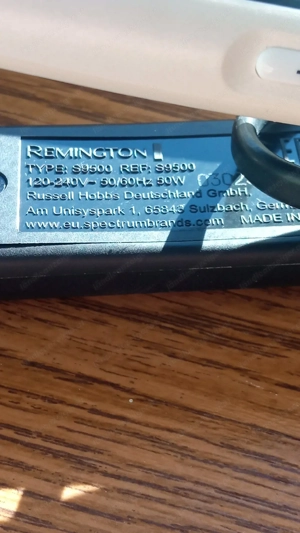 REMINGTON
TYPE: S9500 REF: S9500
120-240V~ 50/60Hz 50W
Russell Hobbs Deutschland GmbH,
Am Unisyspark 1, 65843 Sulzbach,
www.eu.spectrumbrands.com MADE IN